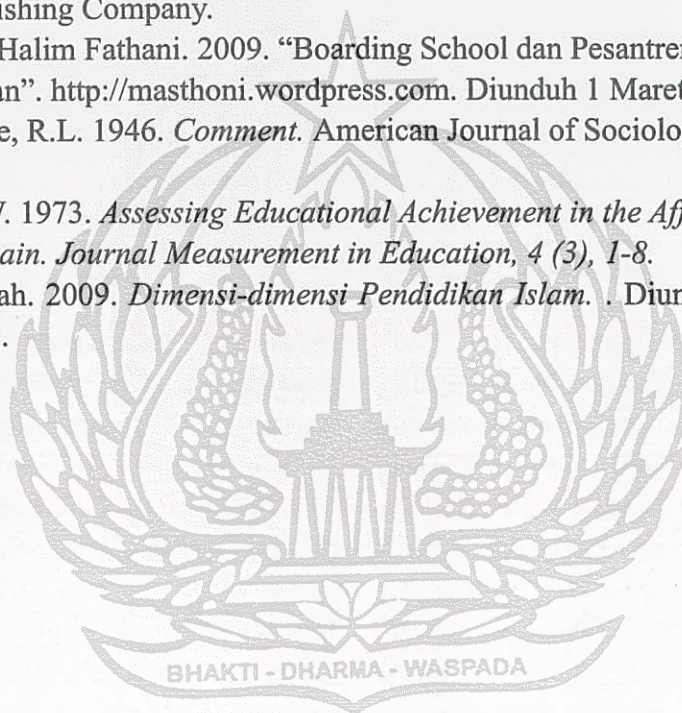 ishing Company.
Halim Fathani. 2009. “Boarding School dan Pesantren
n”. http://masthoni.wordpress.com. Diunduh 1 Maret
e, R.L. 1946. Comment. American Journal of Sociolo
. 1973. Assessing Educational Achievement in the Aff
ain. Journal Measurement in Education, 4 (3), 1-8.
ah. 2009. Dimensi-dimensi Pendidikan Islam. . Diun
.
BHAKTI - DHARMA - WASPADA